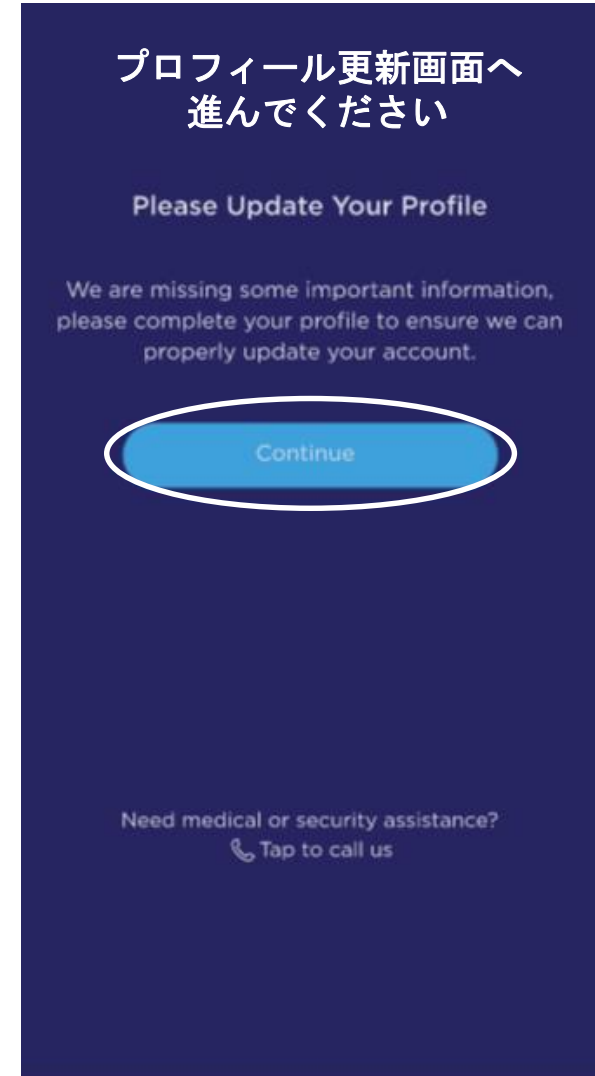 プロフィール更新画面へ
進んでください
Please Update Your Profile
We are missing some important information,
please complete your profile to ensure we can
properly update your account.
Continue
Need medical or security assistance?
Tap to call us